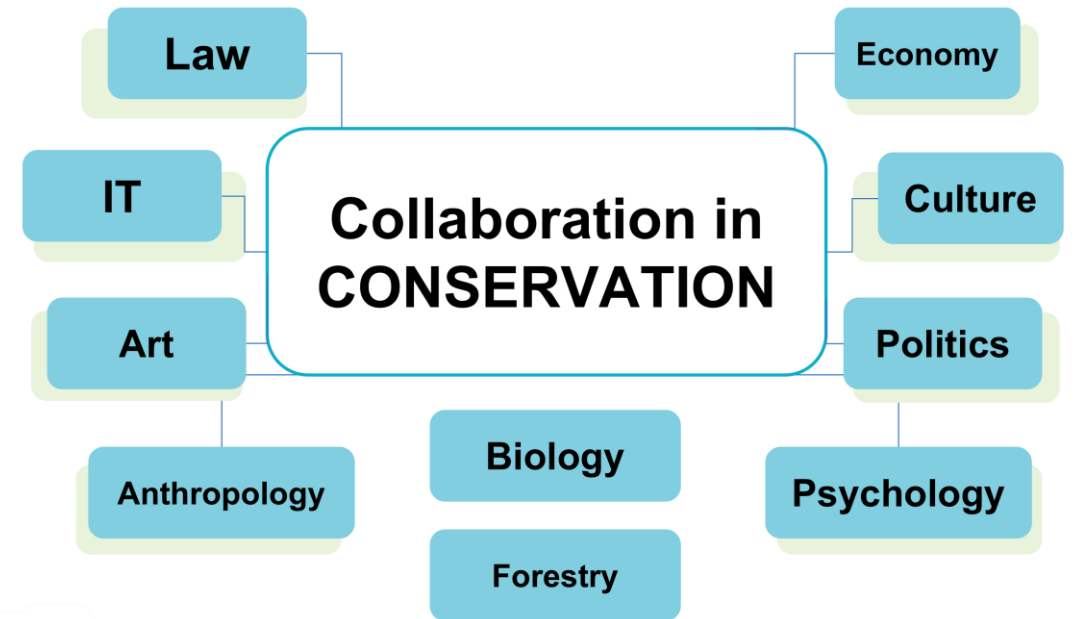 Law
Economy
IT
Collaboration in
CONSERVATION
Culture
Art
Politics
Anthropology
Biology
Psychology
Forestry